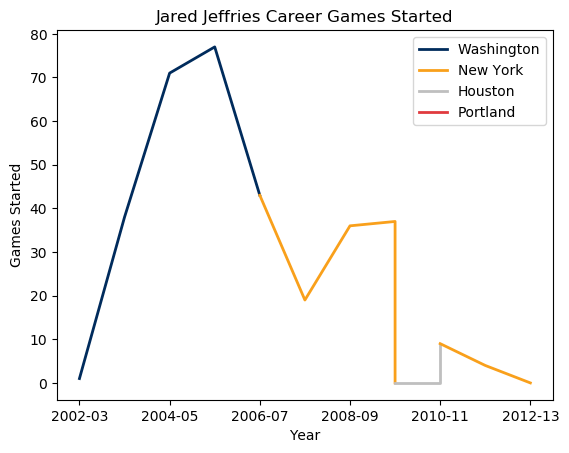 Jared Jeffries Career Games Started
80
70
60
50
40
30
20
10
0
Games Started
Washington
New York
Houston
Portland
2002-03 2004-05 2006-07 2008-09 2010-11 2012-13
Year